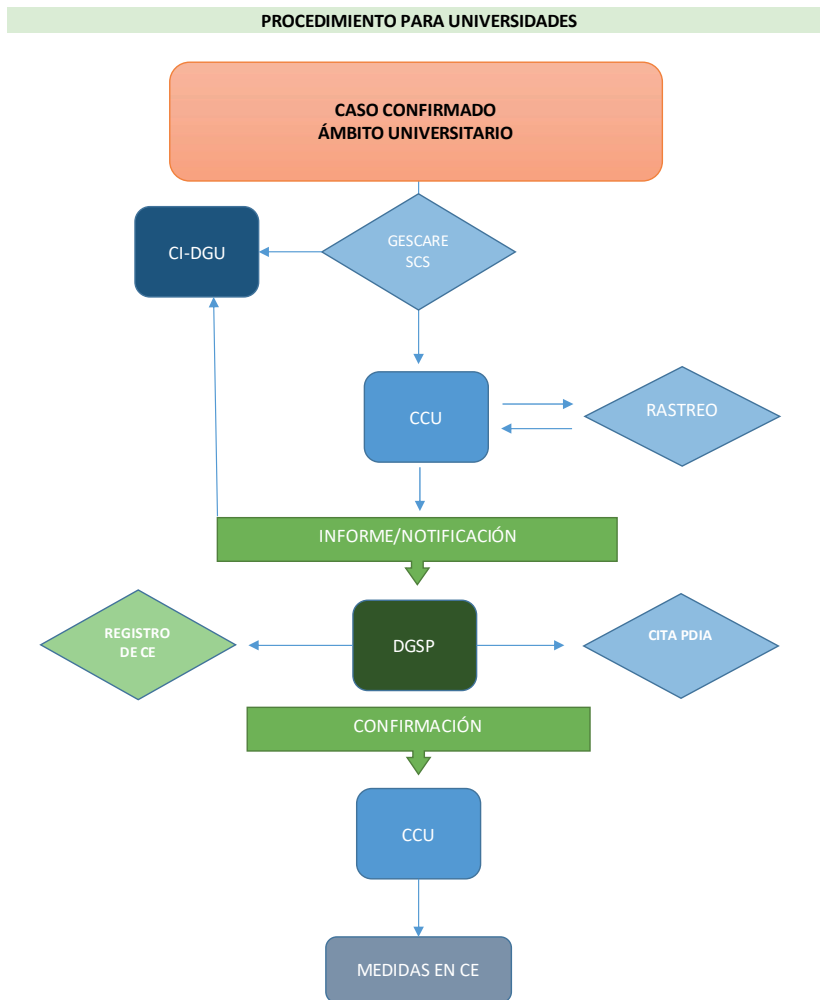 PROCEDIMIENTO PARA UNIVERSIDADES
CASO CONFIRMADO
ÁMBITO UNIVERSITARIO
GESCARE
SCS
CI-DGU
CCU
RASTREO
INFORME/NOTIFICACIÓN
REGISTRO
DE CE
DGSP
CITA PDIA
CONFIRMACIÓN
CCU
MEDIDAS EN CE